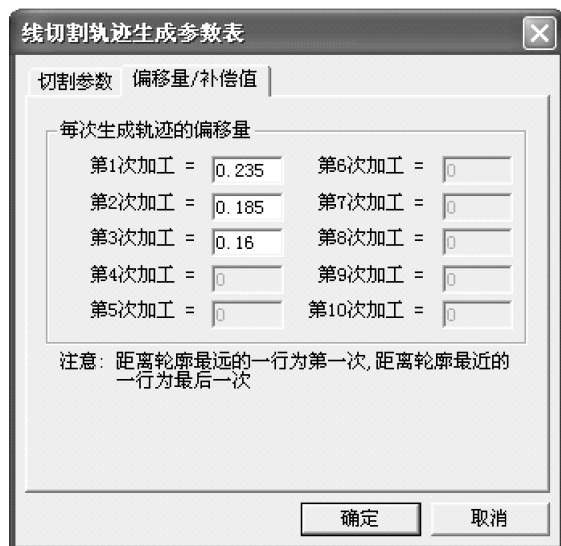 线切割轨迹生成参数表
切割参数 偏移量/补偿值
每次生成轨迹的偏移量
第1次加工 = 0.235 第6次加工 = 0
第2次加工 = 0.185 第7次加工 = 0
第3次加工 = 0.16 第8次加工 = 0
第4次加工 = 0 第9次加工 = 0
第5次加工 = 0 第10次加工 = 0
注意: 距离轮廓最远的一行为第一次,距离轮廓最近的
一行为最后一次
确定 取消